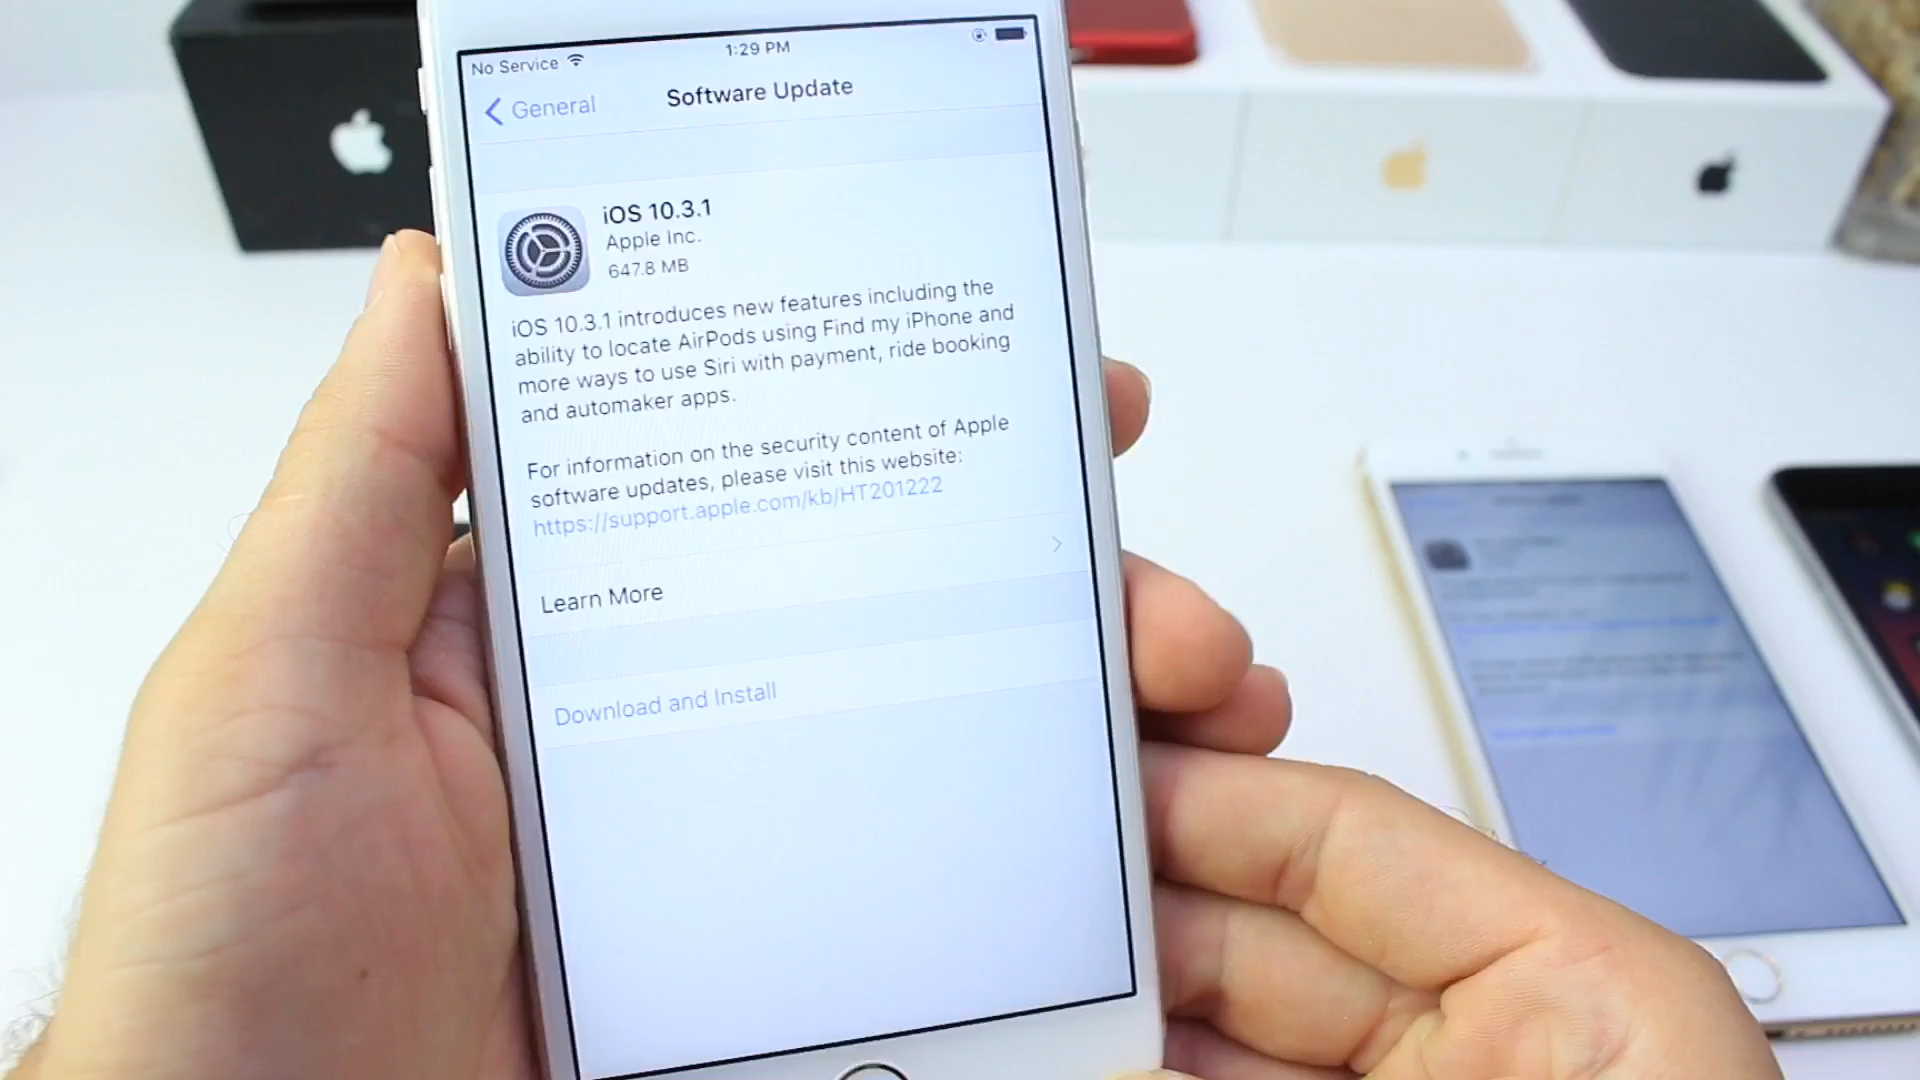 No Service
1:29 PM
General
Software Update
iOS 10.3.1
Apple Inc.
647.8 MB
iOS 10.3.1 introduces new features including the
ability to locate AirPods using Find my iPhone and
more ways to use Siri with payment, ride booking
and automaker apps.
For information on the security content of Apple
software updates, please visit this website:
https://support.apple.com/kb/HT201222
Learn More
Download and Install